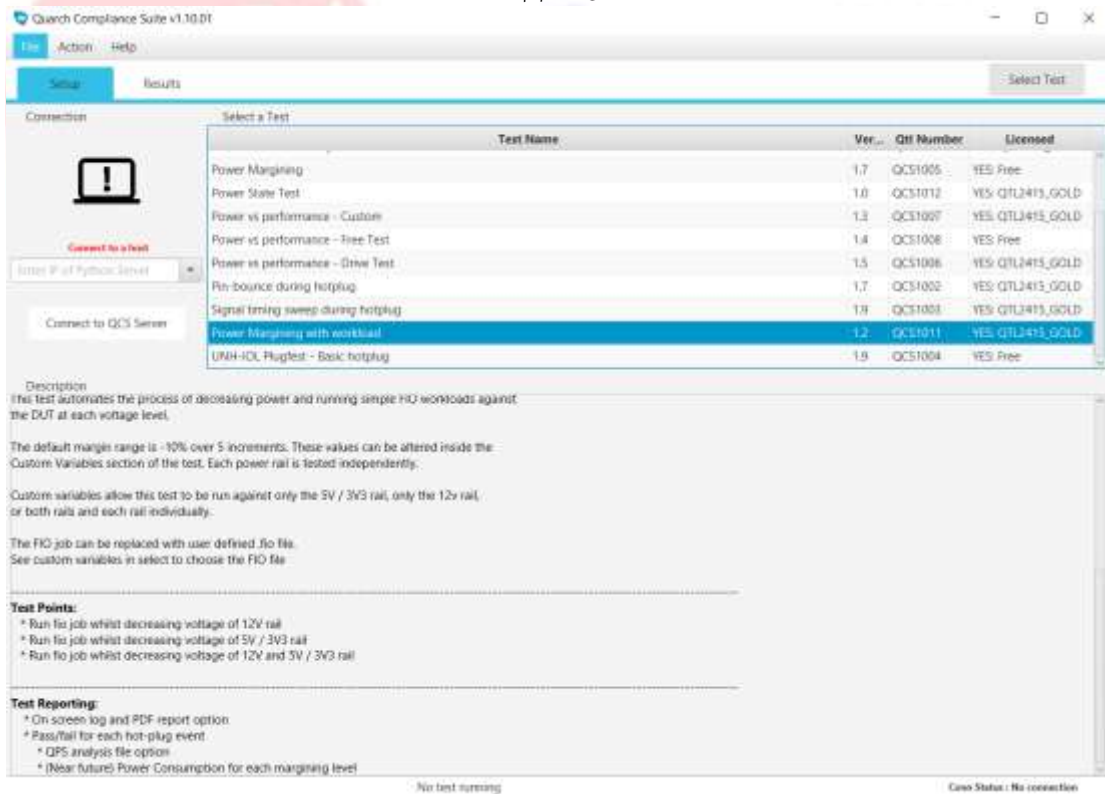 Quarch Compliance Suite v1.10.01
File Action Help
Setup Results Select Test
Connection Select a Test
Test Name Ver... Qtl Number Licensed
Power Margining 1.7 QCS1005 YES: Free
Power State Test 1.0 QCS1012 YES: QTL2415_GOLD
Power vs performance - Custom 1.3 QCS1007 YES: QTL2415_GOLD
Power vs performance - Free Test 1.4 QCS1008 YES: Free
Power vs performance - Drive Test 1.5 QCS1006 YES: QTL2415_GOLD
Pin-bounce during hotplug 1.7 QCS1002 YES: QTL2415_GOLD
Signal timing sweep during hotplug 1.9 QCS1003 YES: QTL2415_GOLD
Power Margining with workload 1.2 QCS1011 YES: QTL2415_GOLD
UNH-IOL Plugfest - Basic hotplug 1.9 QCS1004 YES: Free
Connect to a host
Enter IP of Python Server
Connect to QCS Server
Description
This test automates the process of decreasing power and running simple FIO workloads against
the DUT at each voltage level.
The default margin range is -10% over 5 increments. These values can be altered inside the
Custom Variables section of the test. Each power rail is tested independently.
Custom variables allow this test to be run against only the 5V / 3V3 rail, only the 12v rail,
or both rails and each rail individually.
The FIO job can be replaced with user defined .fio file.
See custom variables in select to choose the FIO file
Test Points:
* Run fio job whilst decreasing voltage of 12V rail
* Run fio job whilst decreasing voltage of 5V / 3V3 rail
* Run fio job whilst decreasing voltage of 12V and 5V / 3V3 rail
Test Reporting:
* On screen log and PDF report option
* Pass/fail for each hot-plug event
* QPS analysis file option
* (Near future) Power Consumption for each margining level
No test running Comp Status : No connection